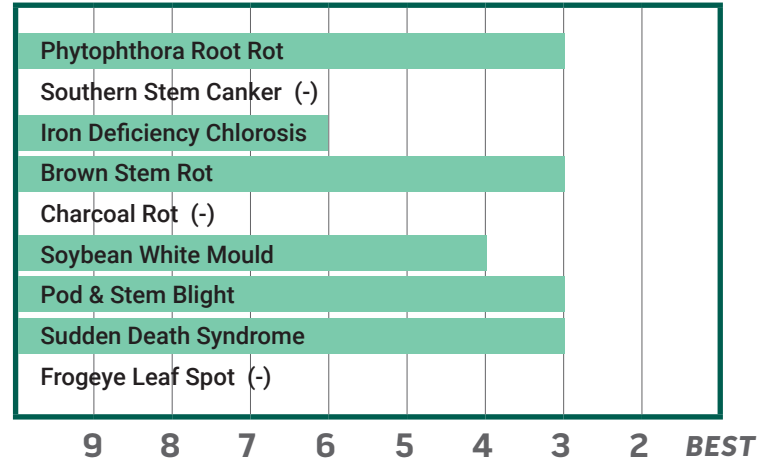 Phytophthora Root Rot
Southern Stem Canker (-)
Iron Deficiency Chlorosis
Brown Stem Rot
Charcoal Rot (-)
Soybean White Mould
Pod & Stem Blight
Sudden Death Syndrome
Frogeye Leaf Spot (-)
9 8 7 6 5 4 3 2 BEST